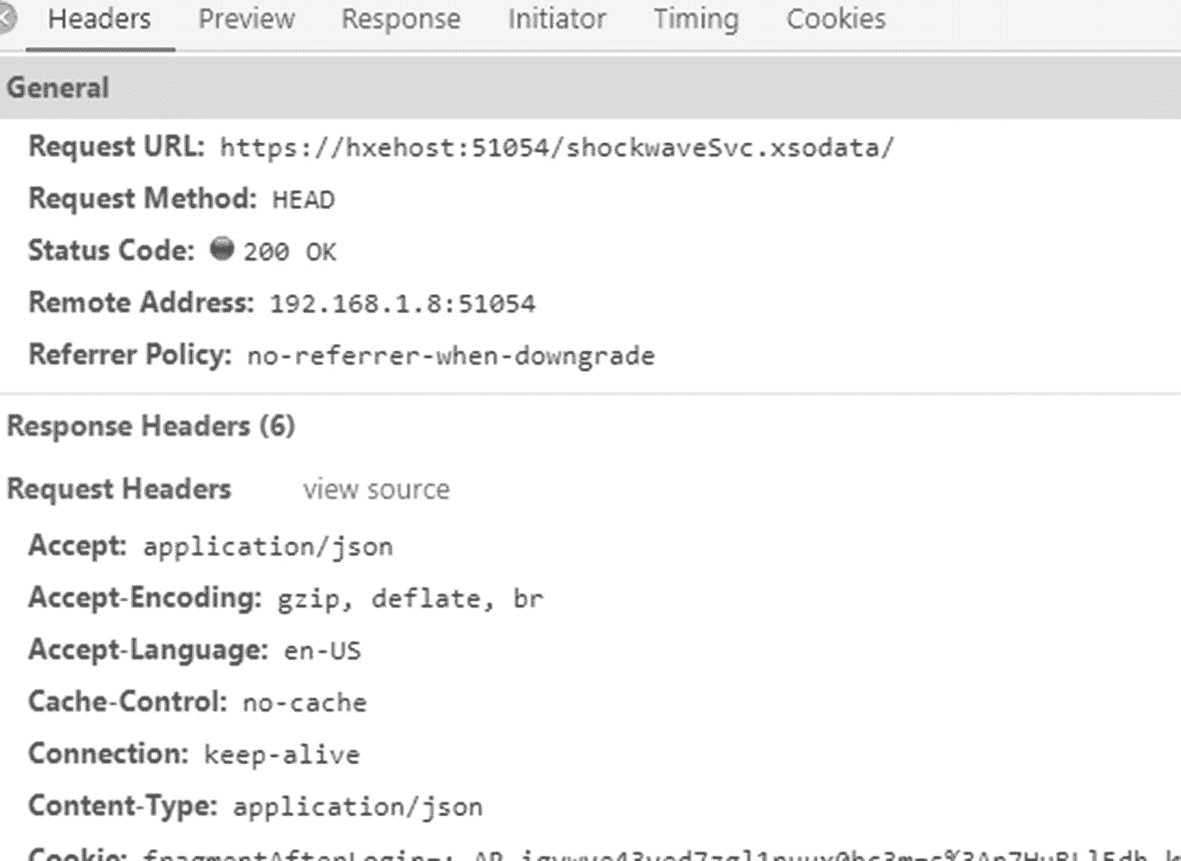 Headers Preview Response Initiator Timing Cookies
General
Request URL: https://hxehost:51054/shockwaveSvc.xsodata/
Request Method: HEAD
Status Code: 200 OK
Remote Address: 192.168.1.8:51054
Referrer Policy: no-referrer-when-downgrade
Response Headers (6)
Request Headers view source
Accept: application/json
Accept-Encoding: gzip, deflate, br
Accept-Language: en-US
Cache-Control: no-cache
Connection: keep-alive
Content-Type: application/json
Cookie: fragmentAfterLogin=;